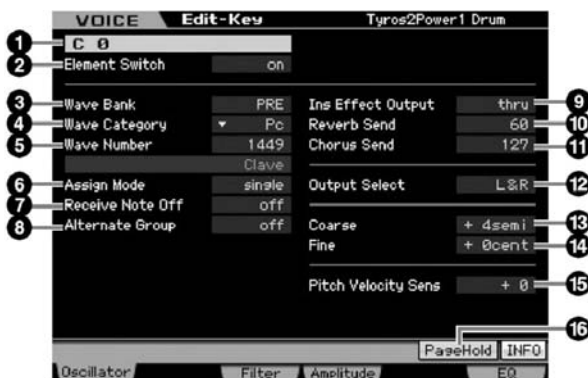 VOICE Edit-Key Tyros2Power1 Drum
1 C 0
2 Element Switch on
3 Wave Bank PRE Ins Effect Output thru 9
4 Wave Category ▼ Pc Reverb Send 60 10
5 Wave Number 1449 Chorus Send 127 11
Clave
6 Assign Mode single Output Select L&R 12
7 Receive Note Off off
8 Alternate Group off Coarse + 4semi 13
Fine + 0cent 14
Pitch Velocity Sens + 0 15
16
PageHold INFO
Oscillator Filter Amplitude EQ